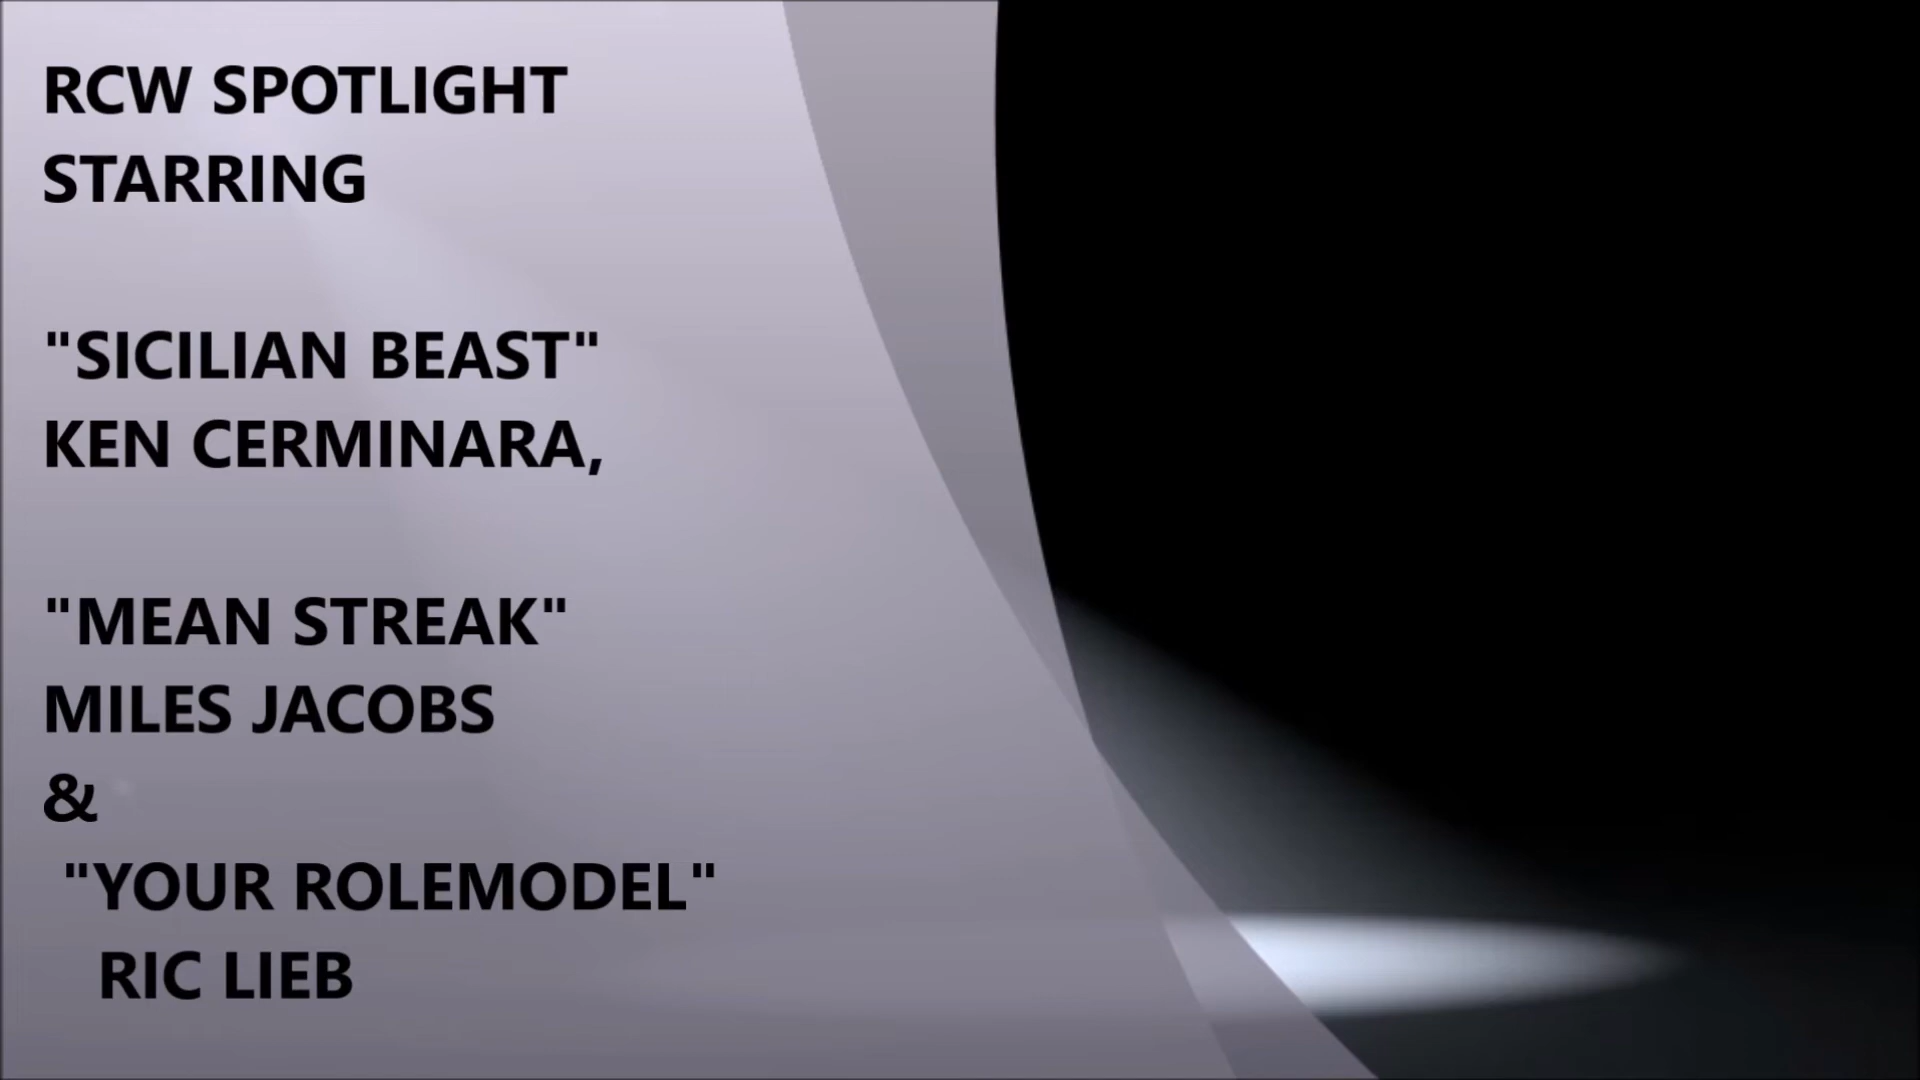 RCW SPOTLIGHT
STARRING
"SICILIAN BEAST"
KEN CERMINARA,
"MEAN STREAK"
MILES JACOBS
&
"YOUR ROLEMODEL"
RIC LIEB